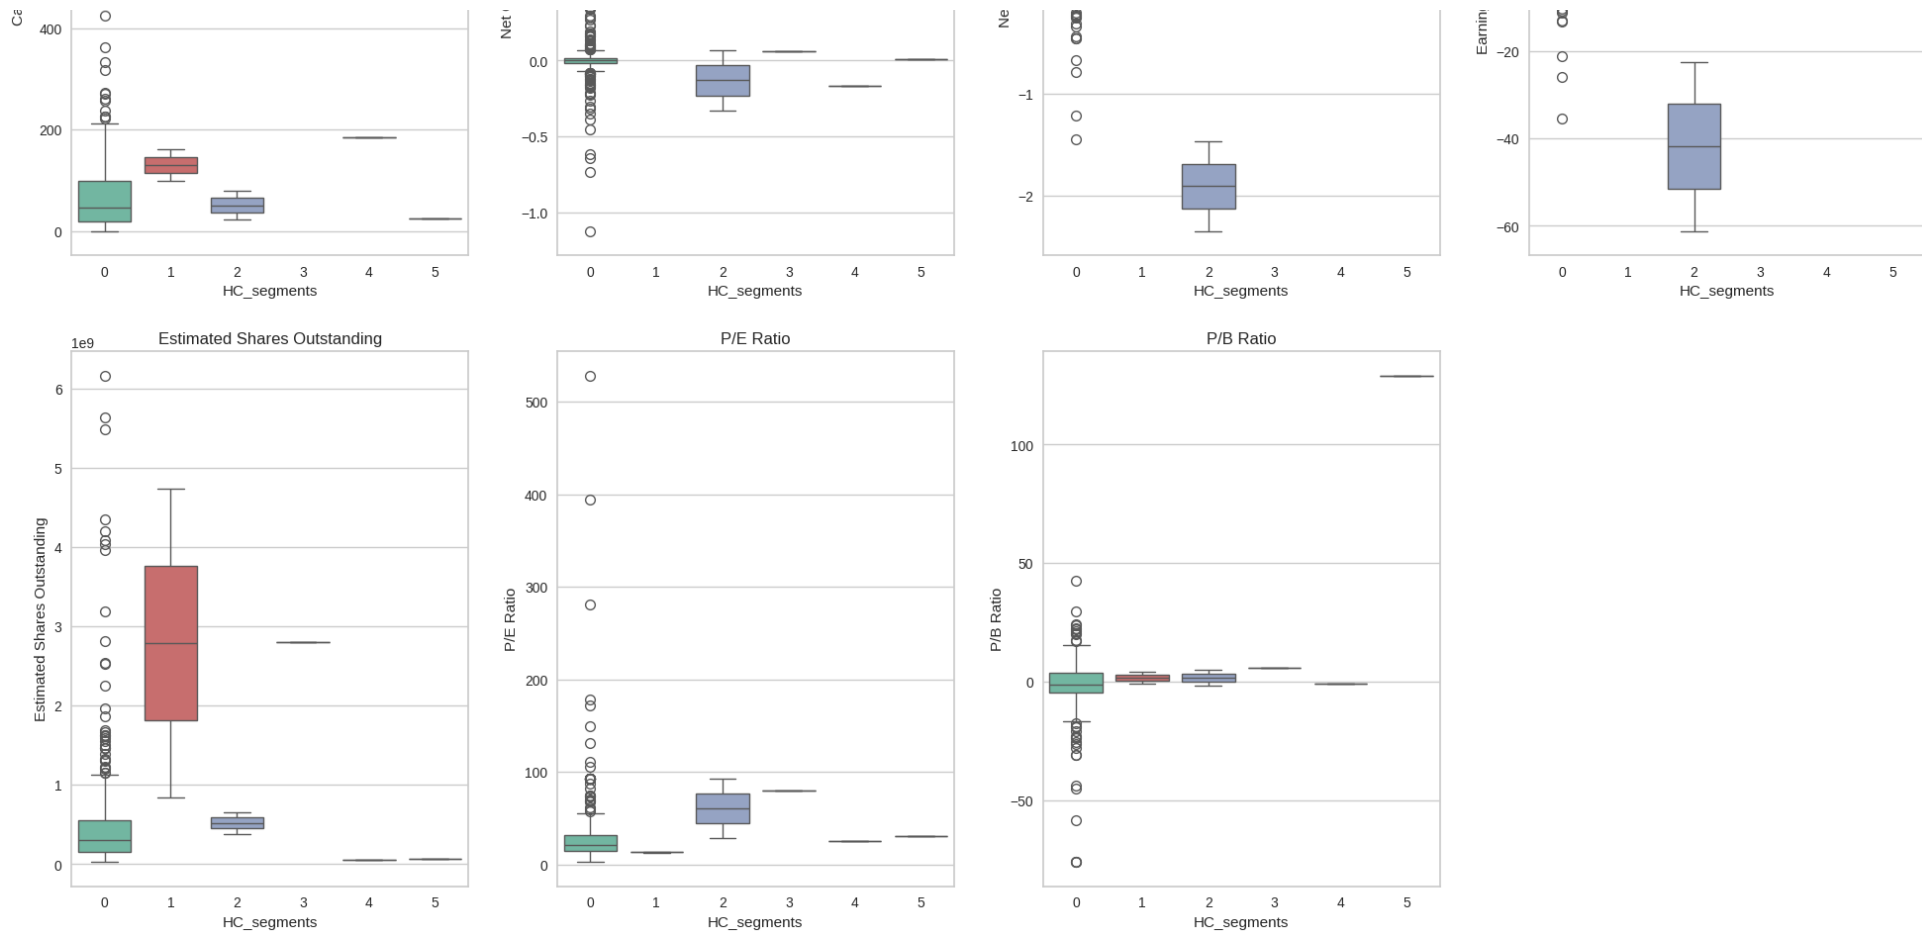 400
200
0
0 1 2 3 4 5
HC_segments
Net
0.0
−0.5
−1.0
0 1 2 3 4 5
HC_segments
−1
−2
0 1 2 3 4 5
HC_segments
−20
−40
−60
0 1 2 3 4 5
HC_segments
Estimated Shares Outstanding
1e9
Estimated Shares Outstanding
6
5
4
3
2
1
0
0 1 2 3 4 5
HC_segments
P/E Ratio
P/E Ratio
500
400
300
200
100
0
0 1 2 3 4 5
HC_segments
P/B Ratio
P/B Ratio
100
50
0
−50
0 1 2 3 4 5
HC_segments